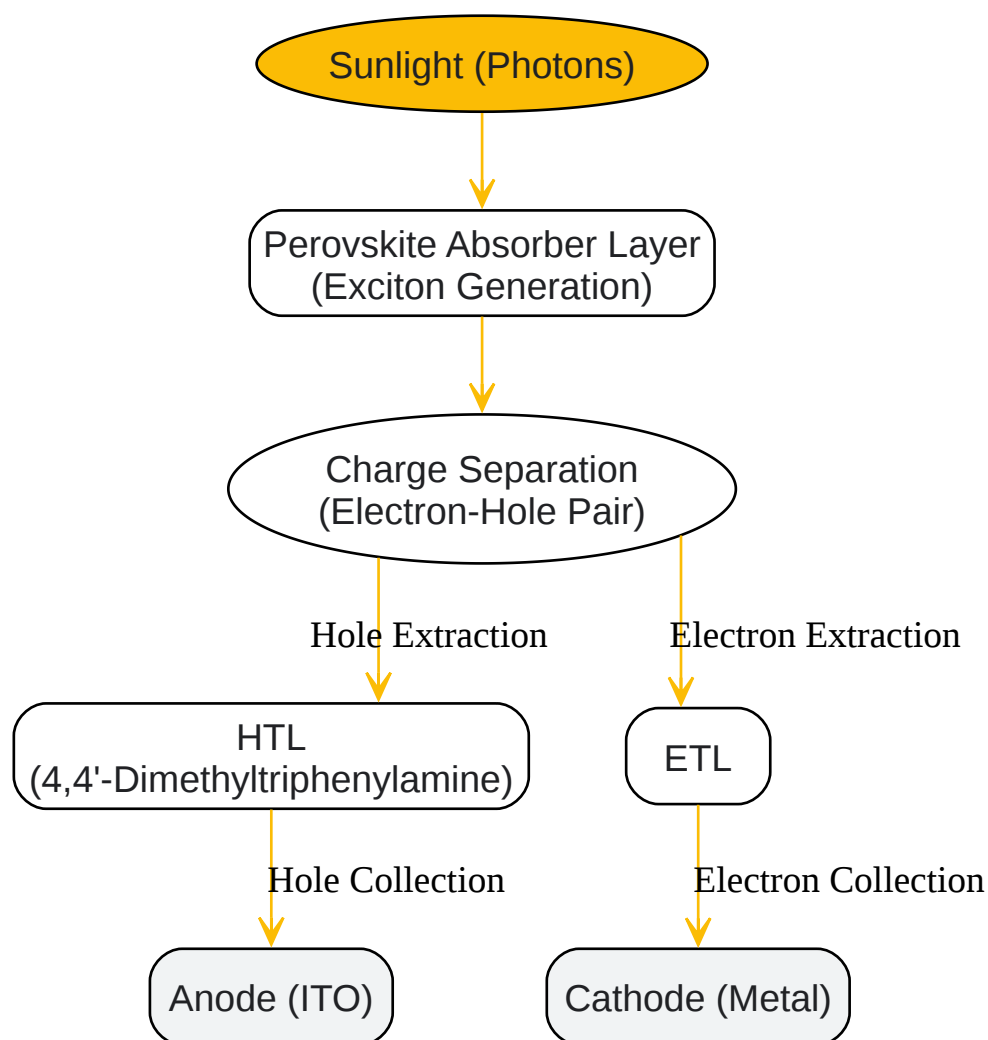 Sunlight (Photons)
Perovskite Absorber Layer
(Exciton Generation)
Charge Separation
(Electron-Hole Pair)
Hole Extraction
Electron Extraction
HTL
(4,4'-Dimethyltriphenylamine)
ETL
Hole Collection
Electron Collection
Anode (ITO)
Cathode (Metal)